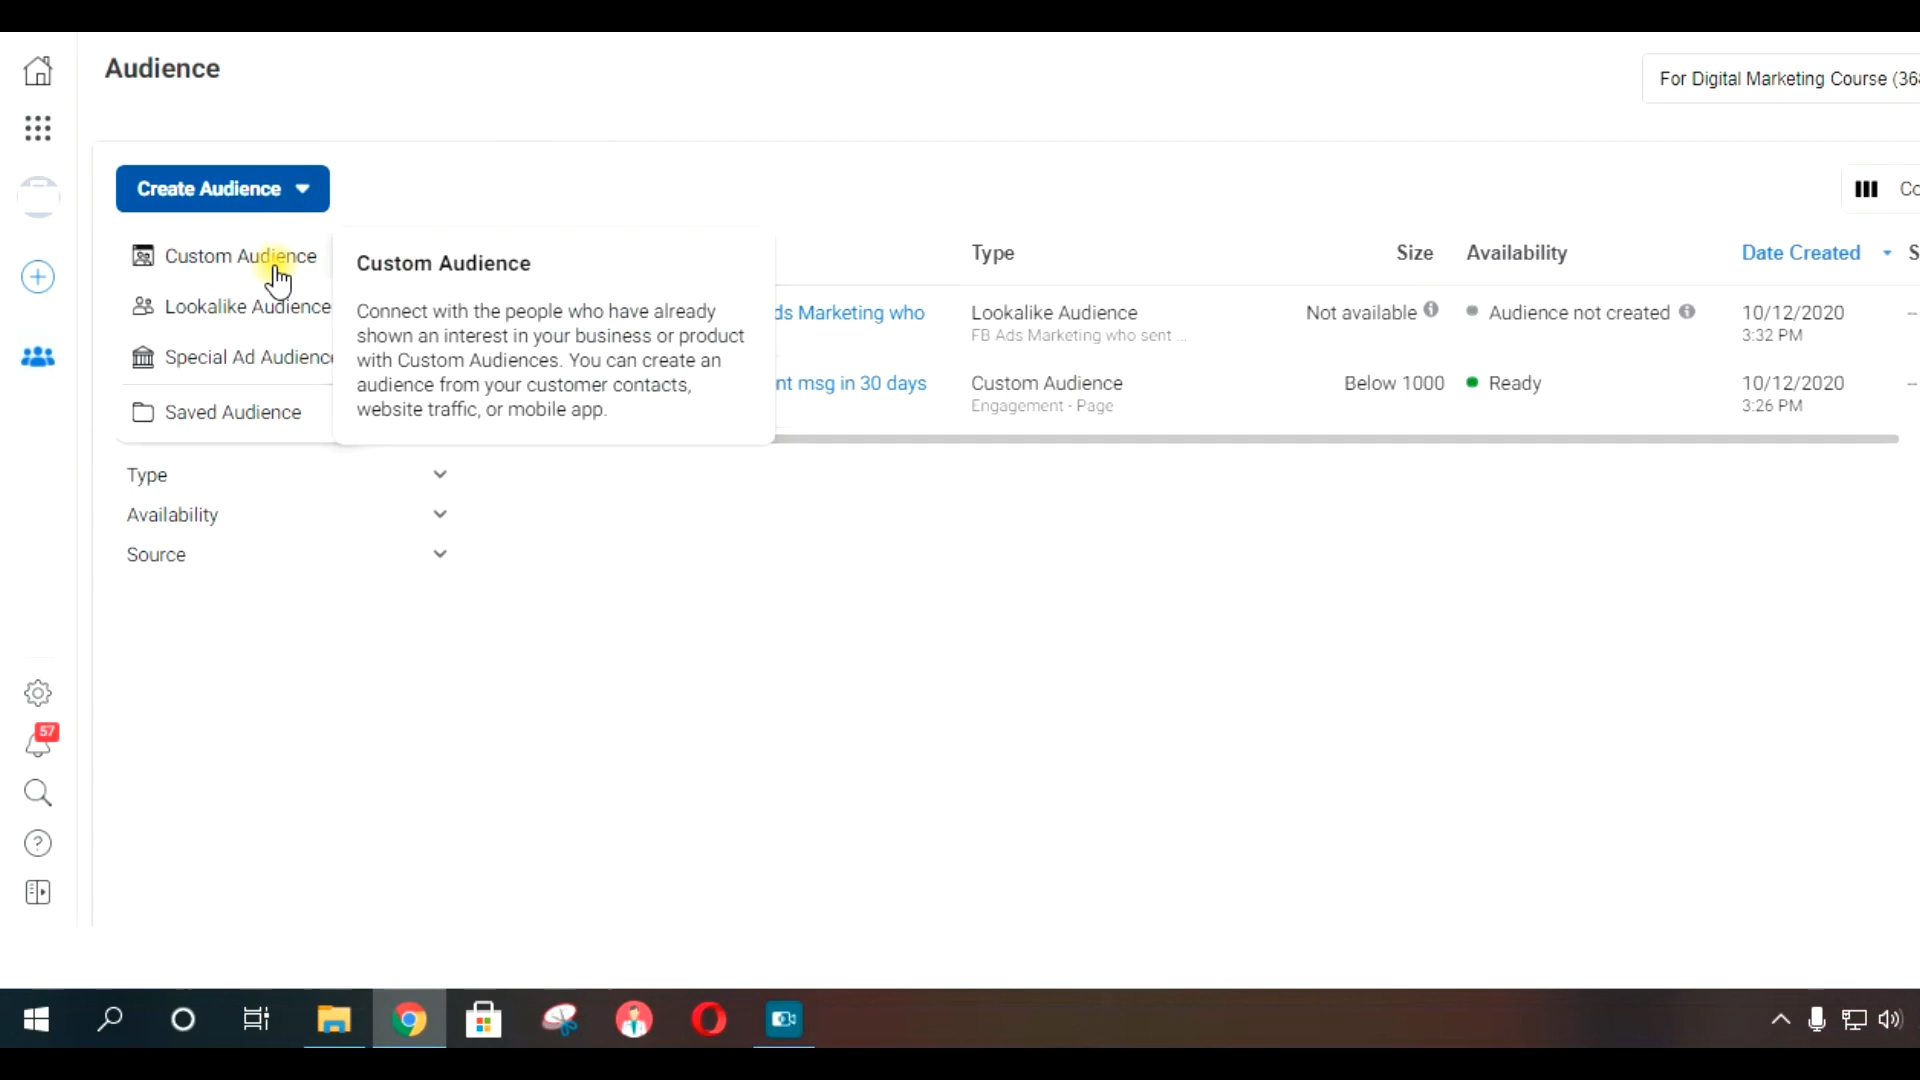 Audience
For Digital Marketing Course (36
Create Audience
Co
Custom Audience
Lookalike Audience
Special Ad Audience
Saved Audience
Custom Audience
Connect with the people who have already
shown an interest in your business or product
with Custom Audiences. You can create an
audience from your customer contacts,
website traffic, or mobile app.
Type Size Availability Date Created S
ds Marketing who Lookalike Audience Not available Audience not created 10/12/2020 --
FB Ads Marketing who sent ... 3:32 PM
nt msg in 30 days Custom Audience Below 1000 Ready 10/12/2020 --
Engagement - Page 3:26 PM
Type
Availability
Source
57